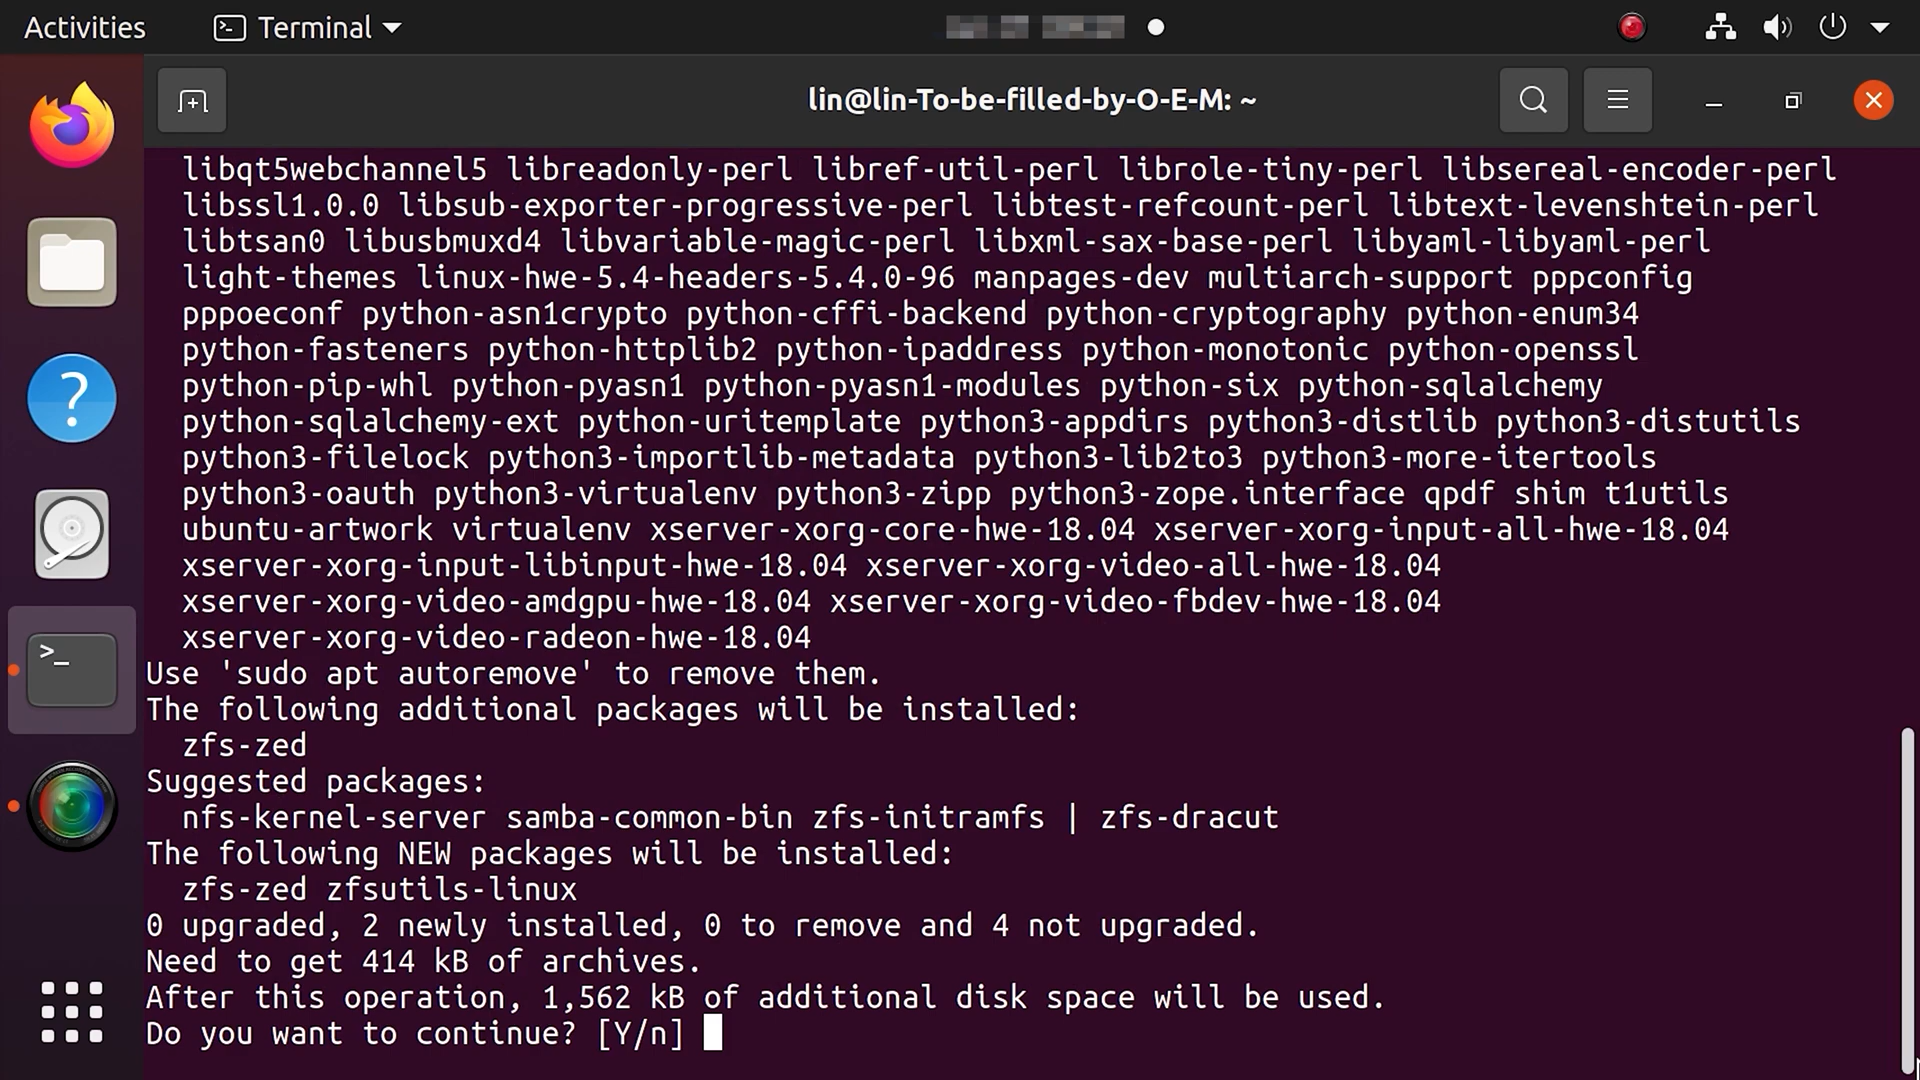 Activities
Terminal
lin@lin-To-be-filled-by-O-E-M: ~
libqt5webchannel5 libreadonly-perl libref-util-perl librole-tiny-perl libsereal-encoder-perl
libssl1.0.0 libsub-exporter-progressive-perl libtest-refcount-perl libtext-levenshtein-perl
libtsan0 libusbmuxd4 libvariable-magic-perl libxml-sax-base-perl libyaml-libyaml-perl
light-themes linux-hwe-5.4-headers-5.4.0-96 manpages-dev multiarch-support pppconfig
pppoeconf python-asn1crypto python-cffi-backend python-cryptography python-enum34
python-fasteners python-httplib2 python-ipaddress python-monotonic python-openssl
python-pip-whl python-pyasn1 python-pyasn1-modules python-six python-sqlalchemy
python-sqlalchemy-ext python-uritemplate python3-appdirs python3-distlib python3-distutils
python3-filelock python3-importlib-metadata python3-lib2to3 python3-more-itertools
python3-oauth python3-virtualenv python3-zipp python3-zope.interface qpdf shim t1utils
ubuntu-artwork virtualenv xserver-xorg-core-hwe-18.04 xserver-xorg-input-all-hwe-18.04
xserver-xorg-input-libinput-hwe-18.04 xserver-xorg-video-all-hwe-18.04
xserver-xorg-video-amdgpu-hwe-18.04 xserver-xorg-video-fbdev-hwe-18.04
xserver-xorg-video-radeon-hwe-18.04
Use 'sudo apt autoremove' to remove them.
The following additional packages will be installed:
zfs-zed
Suggested packages:
nfs-kernel-server samba-common-bin zfs-initramfs | zfs-dracut
The following NEW packages will be installed:
zfs-zed zfsutils-linux
0 upgraded, 2 newly installed, 0 to remove and 4 not upgraded.
Need to get 414 kB of archives.
After this operation, 1,562 kB of additional disk space will be used.
Do you want to continue? [Y/n]